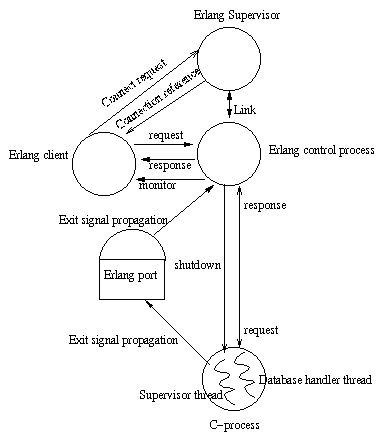 Erlang Supervisor
Connect request
Connection reference
Link
request
Erlang client
Erlang control process
response
monitor
response
Exit signal propagation
shutdown
Erlang port
request
Exit signal propagation
Database handler thread
Supervisor thread
C-process